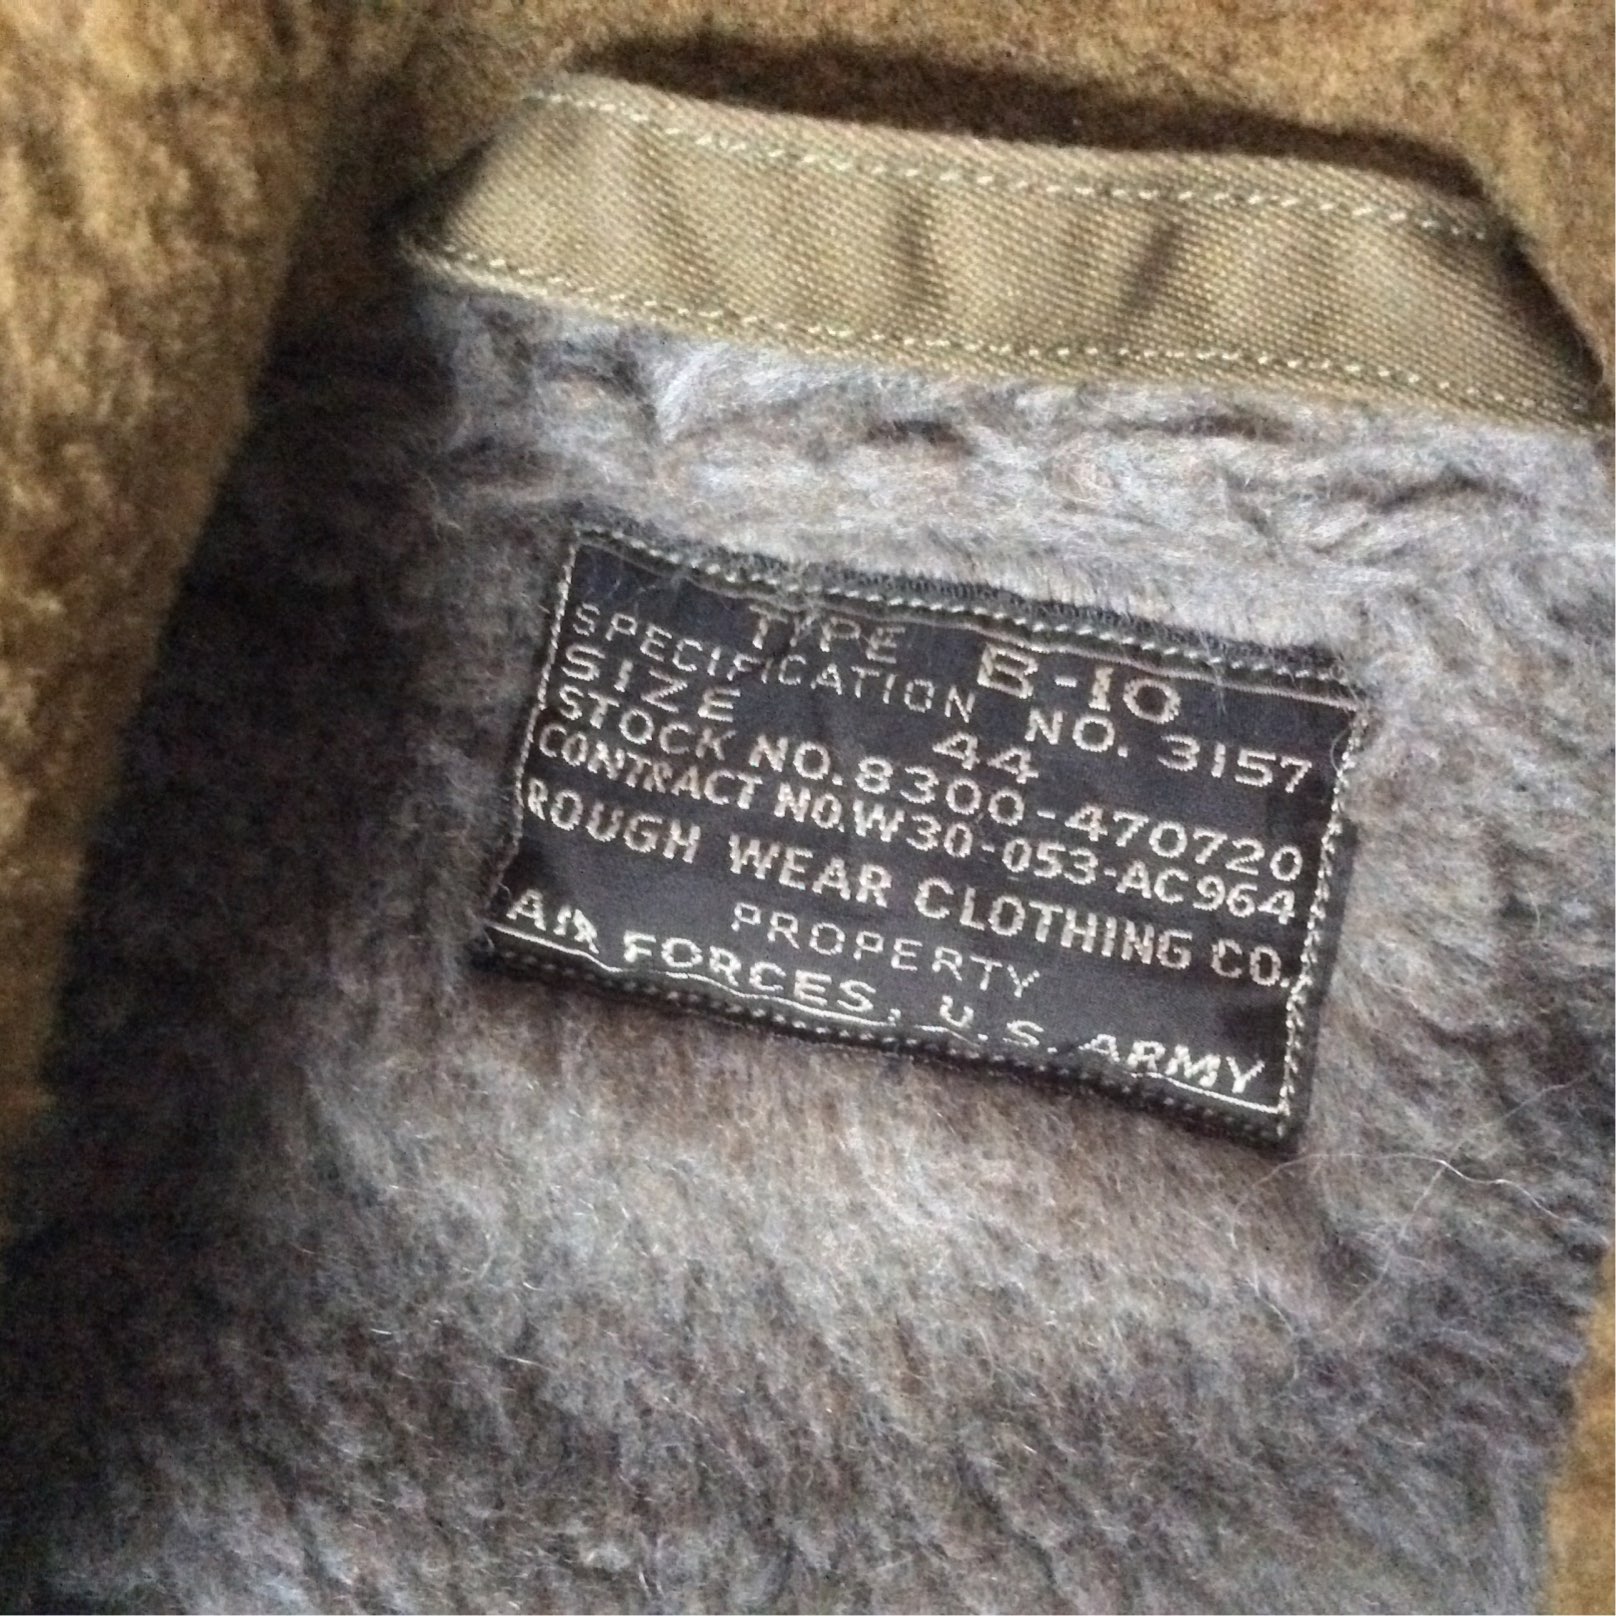 TYPE B-10
SPECIFICATION NO. 3157
SIZE 44
STOCK NO. 8300-470720
CONTRACT NO. W30-053-AC964
ROUGH WEAR CLOTHING CO.
PROPERTY
AIR FORCES, U.S. ARMY